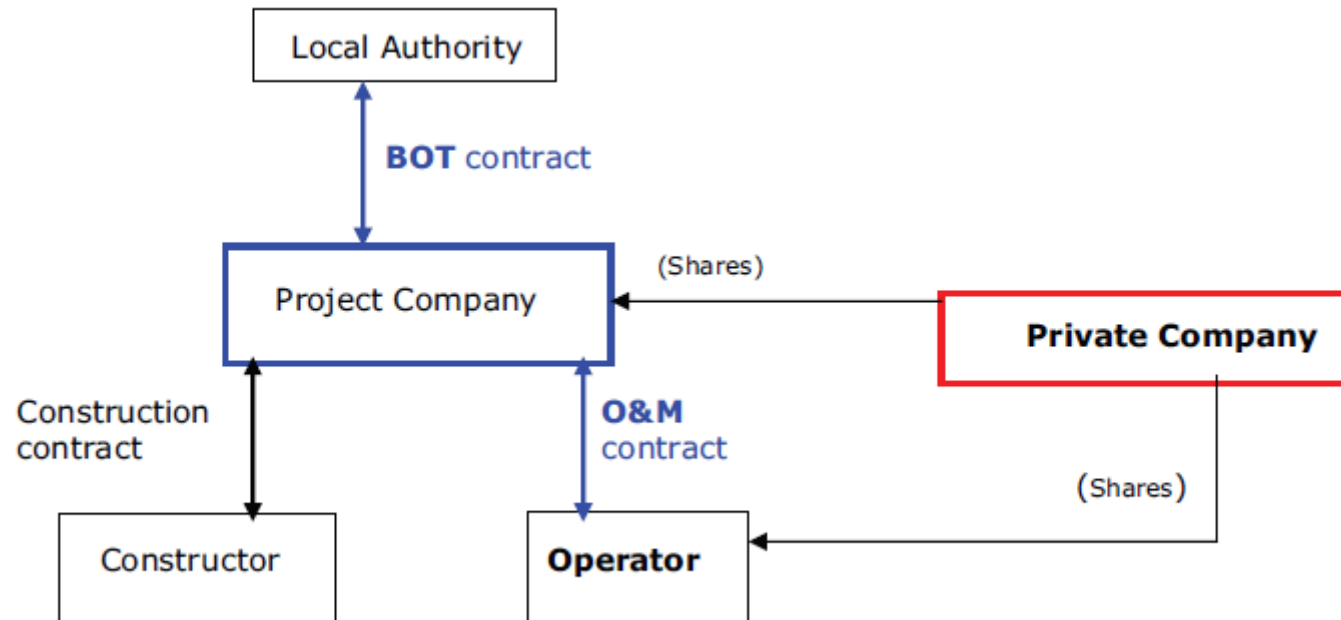 Local Authority
BOT contract
(Shares)
Project Company
Private Company
Construction
contract
O&M
contract
(Shares)
Constructor
Operator